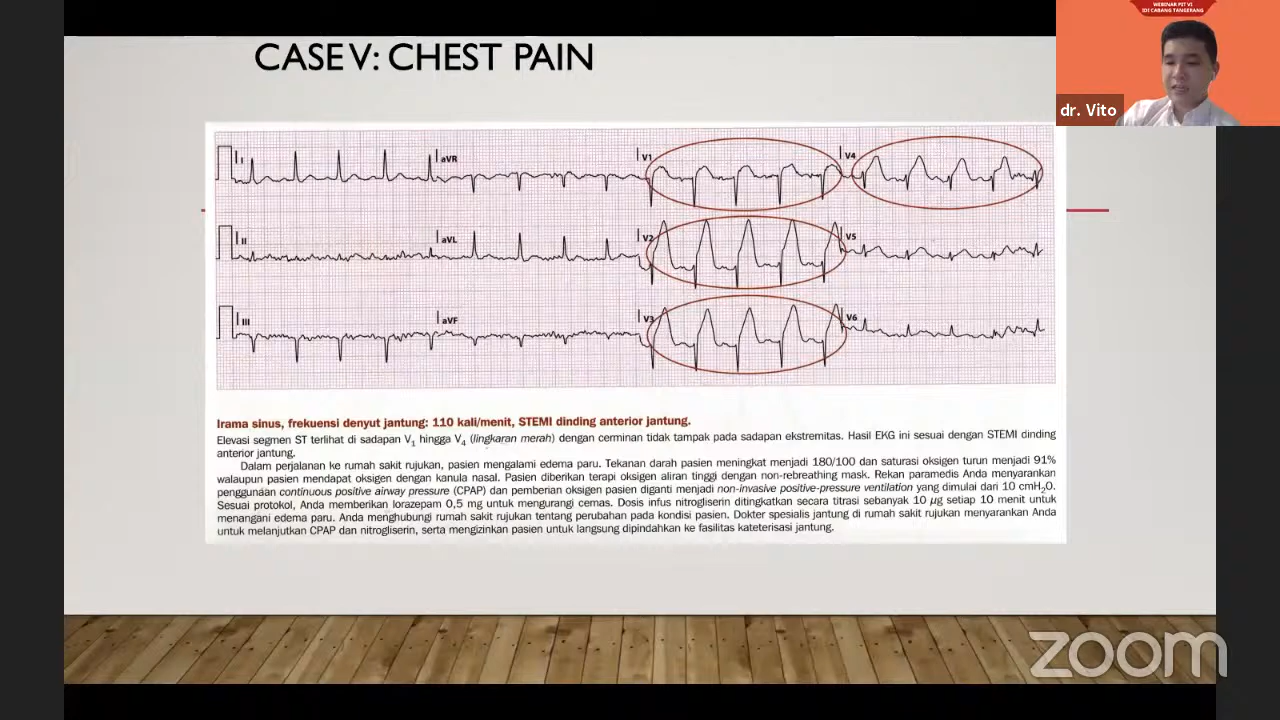 WEBINAR PIT VI
IDI CABANG TANGERANG
dr. Vito
CASE V: CHEST PAIN
I
aVR
V1
V4
II
aVL
V2
V5
III
aVF
V3
V6
Irama sinus, frekuensi denyut jantung: 110 kali/menit, STEMI dinding anterior jantung.
Elevasi segmen ST terlihat di sadapan V1 hingga V4 (lingkaran merah) dengan cerminan tidak tampak pada sadapan ekstremitas. Hasil EKG ini sesuai dengan STEMI dinding
anterior jantung.
Dalam perjalanan ke rumah sakit rujukan, pasien mengalami edema paru. Tekanan darah pasien meningkat menjadi 180/100 dan saturasi oksigen turun menjadi 91%
walaupun pasien mendapat oksigen dengan kanula nasal. Pasien diberikan terapi oksigen aliran tinggi dengan non-rebreathing mask. Rekan paramedis Anda menyarankan
penggunaan continuous positive airway pressure (CPAP) dan pemberian oksigen pasien diganti menjadi non-invasive positive-pressure ventilation yang dimulai dari 10 cmH2O.
Sesuai protokol, Anda memberikan lorazepam 0,5 mg untuk mengurangi cemas. Dosis infus nitrogliserin ditingkatkan secara titrasi sebanyak 10 µg setiap 10 menit untuk
menangani edema paru. Anda menghubungi rumah sakit rujukan tentang perubahan pada kondisi pasien. Dokter spesialis jantung di rumah sakit rujukan menyarankan Anda
untuk melanjutkan CPAP dan nitrogliserin, serta mengizinkan pasien untuk langsung dipindahkan ke fasilitas kateterisasi jantung.
zoom